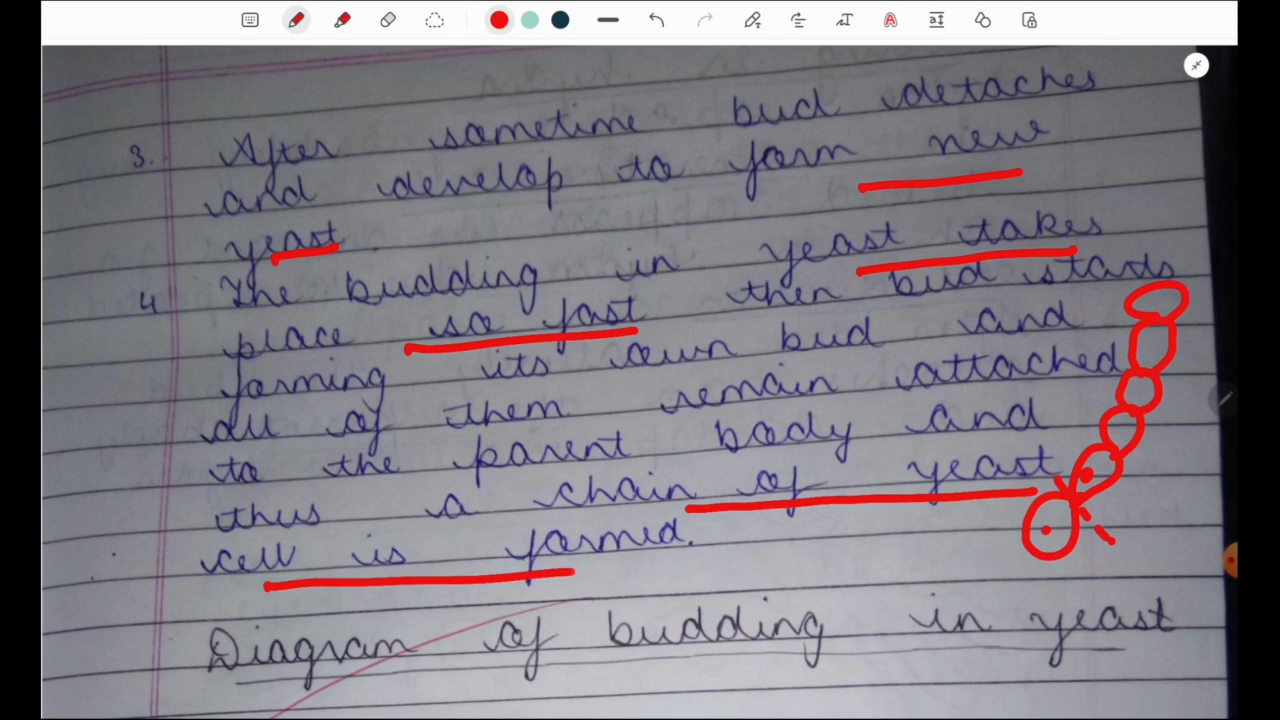 3. After sometime bud detaches
and develop to form new
yeast.
4 The budding in yeast takes
place so fast then bud starts
forming its own bud and
all of them remain attached
to the parent body and
thus a chain of yeast
cell is formed.
Diagram of budding in yeast